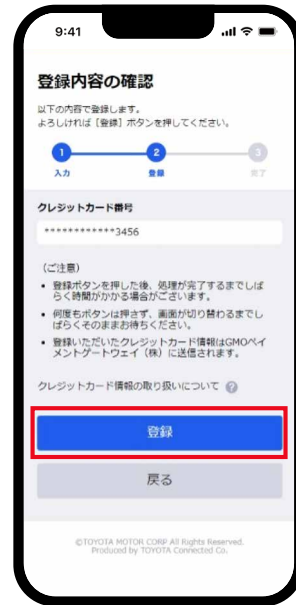 9:41
登録内容の確認
以下の内容で登録します。
よろしければ［登録］ボタンを押してください。
1 2 3
入力 登録 完了
クレジットカード番号
************3456
（ご注意）
• 登録ボタンを押した後、処理が完了するまでしば
らく時間がかかる場合がございます。
• 何度もボタンは押さず、画面が切り替わるまでし
ばらくそのままお待ちください。
• 登録いただいたクレジットカード情報はGMOペイ
メントゲートウェイ（株）に送信されます。
クレジットカード情報の取り扱いについて ?
登録
戻る
©TOYOTA MOTOR CORP All Rights Reserved.
Produced by TOYOTA Connected Co.